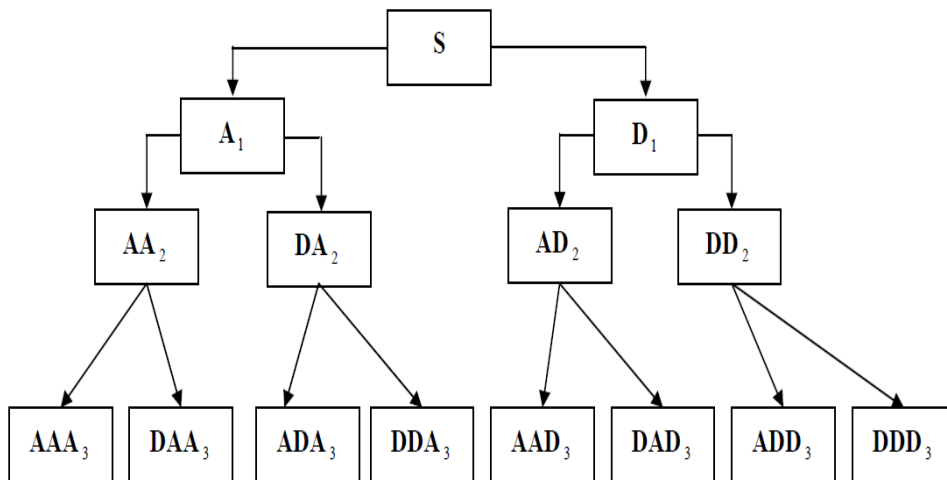 S
A₁ D₁
AA₂ DA₂ AD₂ DD₂
AAA₃ DAA₃ ADA₃ DDA₃ AAD₃ DAD₃ ADD₃ DDD₃